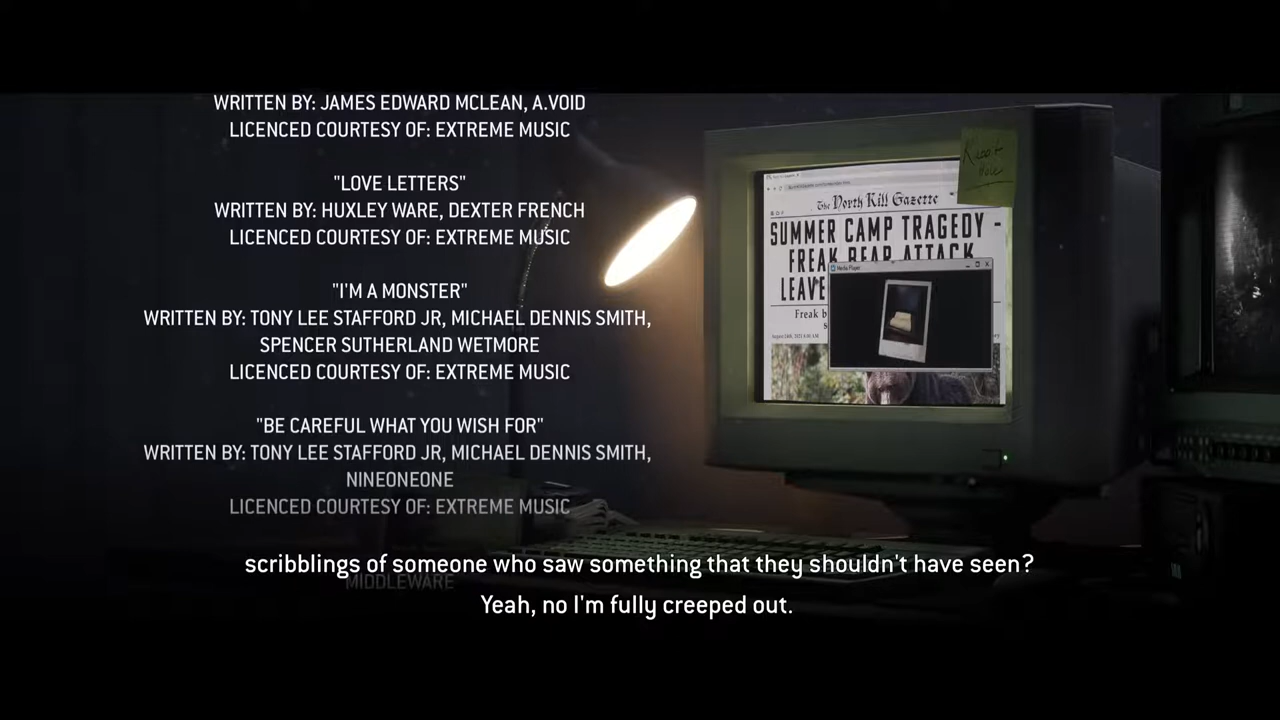 WRITTEN BY: JAMES EDWARD MCLEAN, A.VOID
LICENCED COURTESY OF: EXTREME MUSIC
"LOVE LETTERS"
WRITTEN BY: HUXLEY WARE, DEXTER FRENCH
LICENCED COURTESY OF: EXTREME MUSIC
"I'M A MONSTER"
WRITTEN BY: TONY LEE STAFFORD JR, MICHAEL DENNIS SMITH,
SPENCER SUTHERLAND WETMORE
LICENCED COURTESY OF: EXTREME MUSIC
"BE CAREFUL WHAT YOU WISH FOR"
WRITTEN BY: TONY LEE STAFFORD JR, MICHAEL DENNIS SMITH,
NINEONEONE
LICENCED COURTESY OF: EXTREME MUSIC
MIDDLEWARE
The North Kill Gazette
SUMMER CAMP TRAGEDY -
FREAK BEAR ATTACK
LEAVE
Freak b
Media Player
scribblings of someone who saw something that they shouldn't have seen?
Yeah, no I'm fully creeped out.